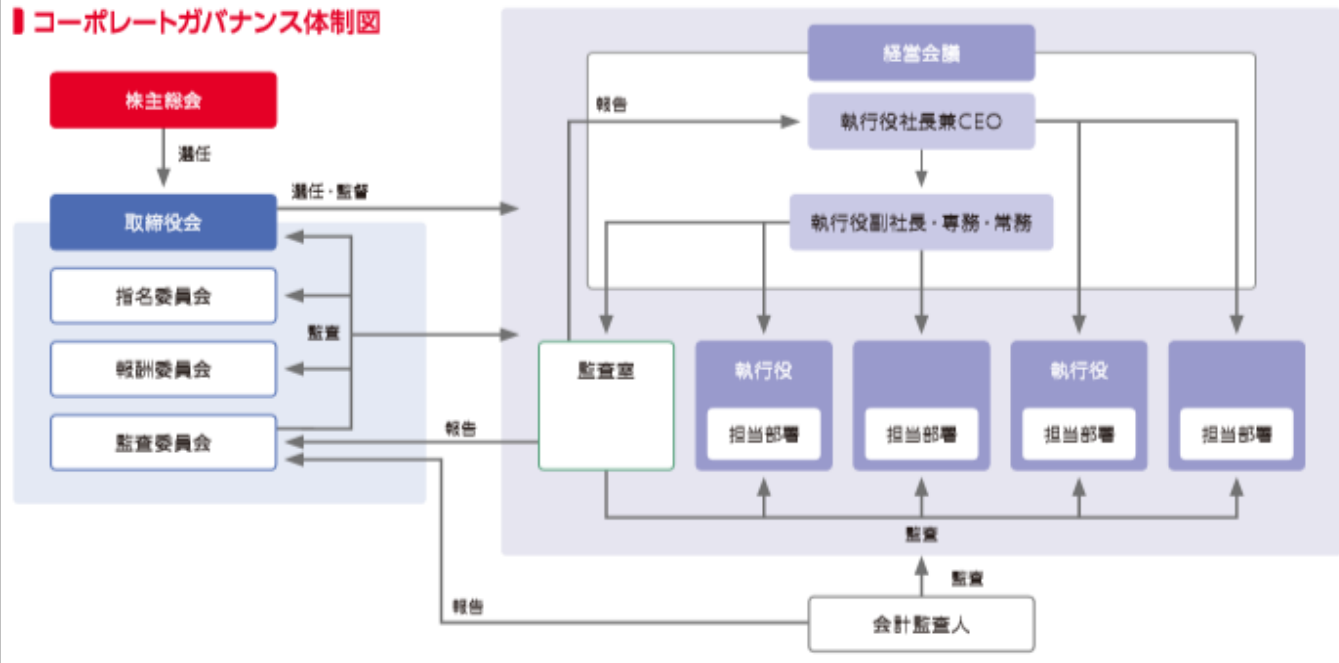 コーポレートガバナンス体制図
株主総会
選任
取締役会
選任・監督
指名委員会
報酬委員会
監査委員会
監査
経営会議
報告
執行役社長兼CEO
執行役副社長・専務・常務
監査室
執行役
担当部署
担当部署
執行役
担当部署
担当部署
報告
監査
監査
報告
会計監査人